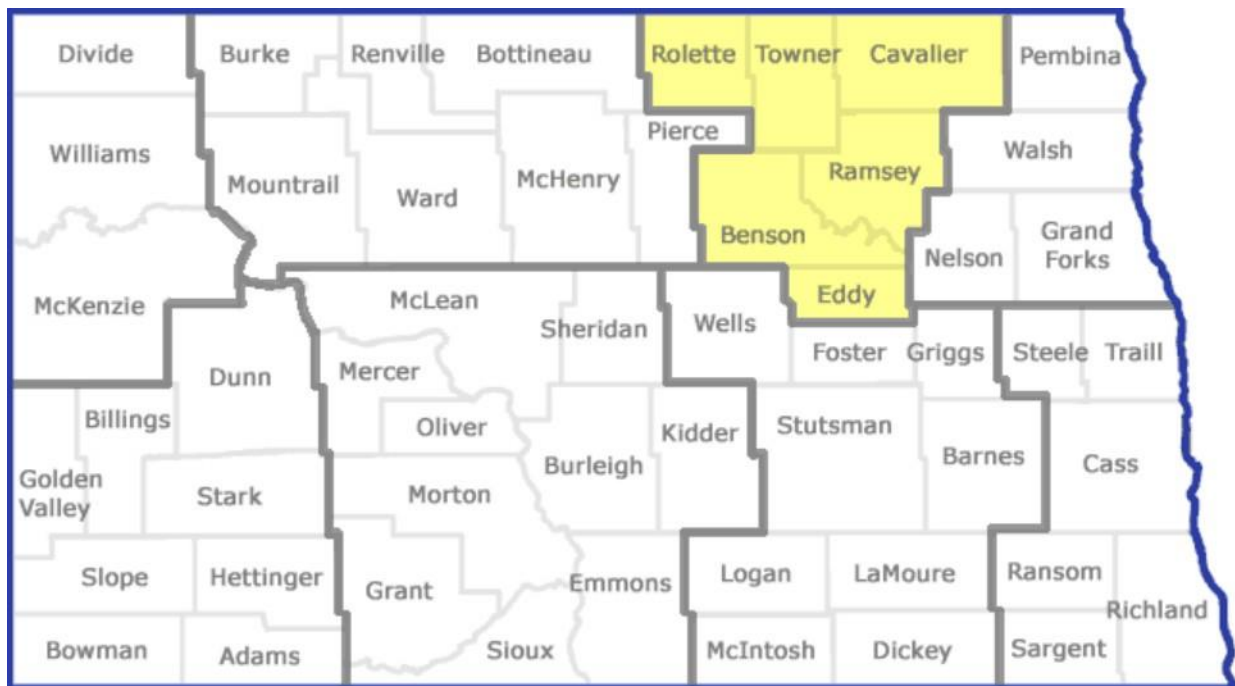 Divide
Burke
Renville
Bottineau
Rolette
Towner
Cavalier
Pembina
Pierce
Williams
Mountrail
Ward
McHenry
Ramsey
Walsh
Benson
Nelson
Grand
Forks
McKenzie
McLean
Sheridan
Wells
Eddy
Foster
Griggs
Steele
Traill
Dunn
Mercer
Billings
Oliver
Kidder
Stutsman
Golden
Valley
Stark
Morton
Burleigh
Barnes
Cass
Slope
Hettinger
Grant
Emmons
Logan
LaMoure
Ransom
Richland
Bowman
Adams
Sioux
McIntosh
Dickey
Sargent